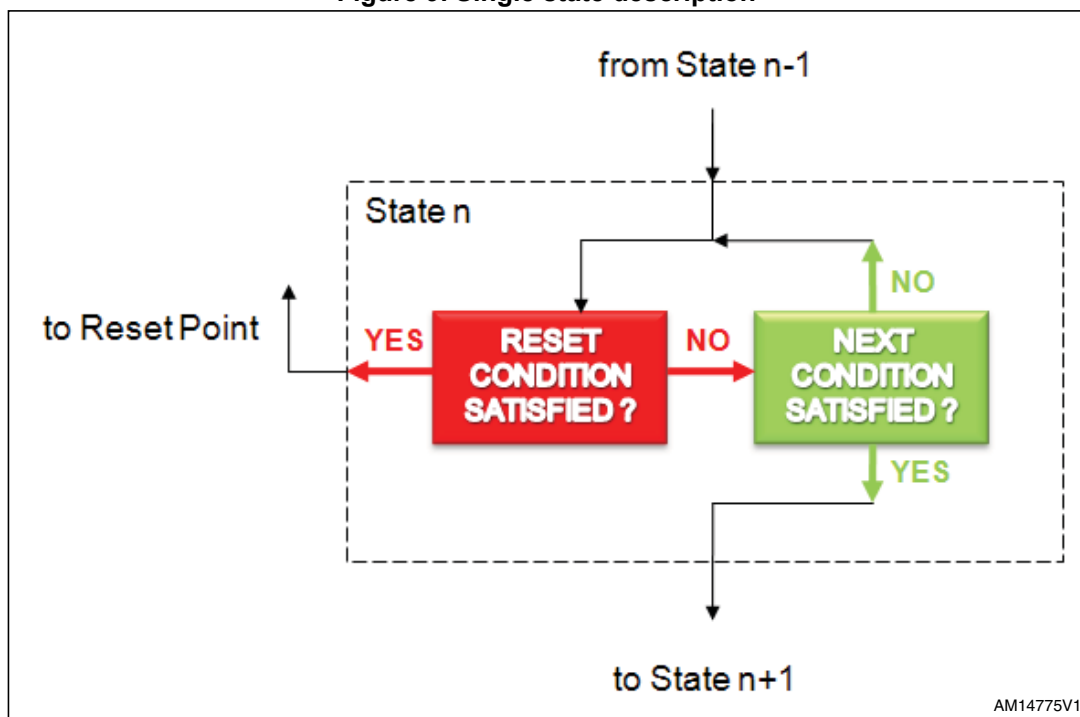 from State n-1
State n
to Reset Point
YES
RESET
CONDITION
SATISFIED ?
NO
NEXT
CONDITION
SATISFIED ?
NO
YES
to State n+1
AM14775V1